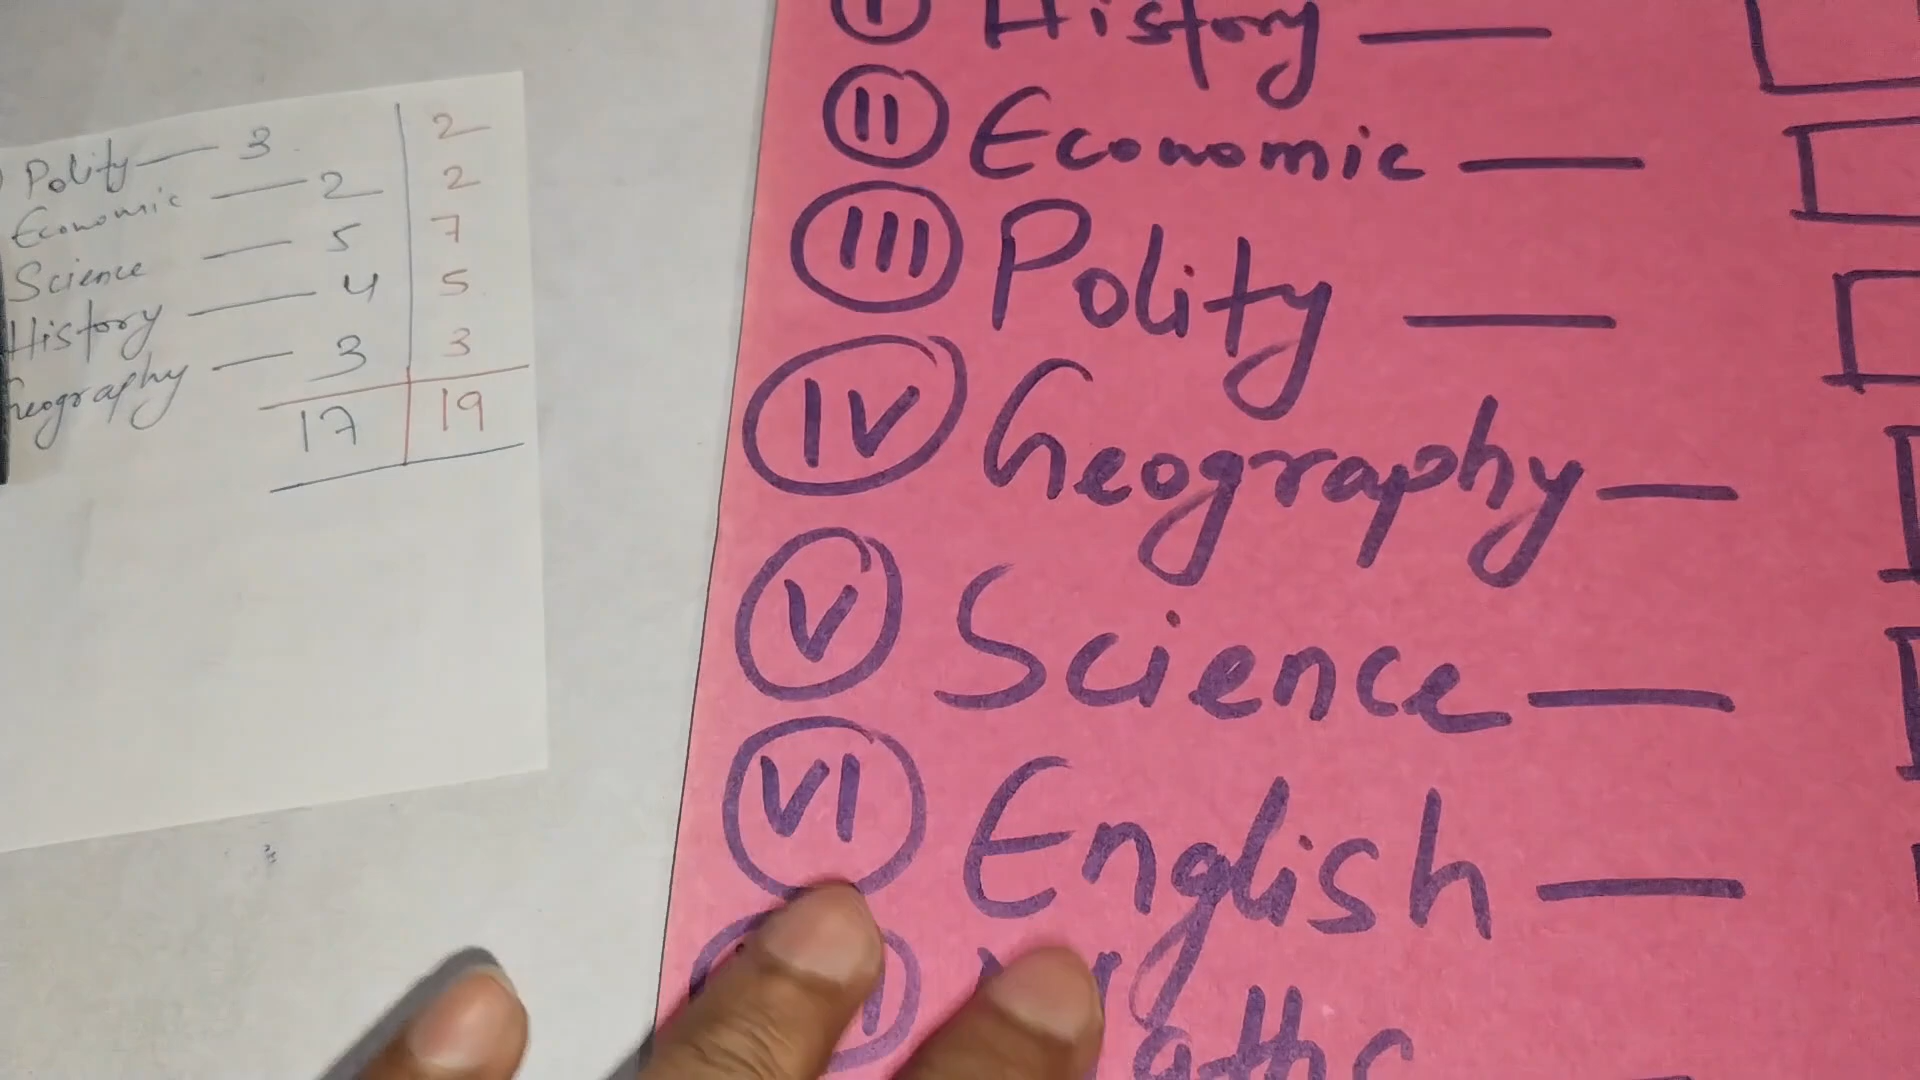 Polity — 3 2
Economic — 2 2
Science — 5 7
History — 4 5
Geography — 3 3
17 19
I History —
II Economic —
III Polity —
IV Geography —
V Science —
VI English —
Maths